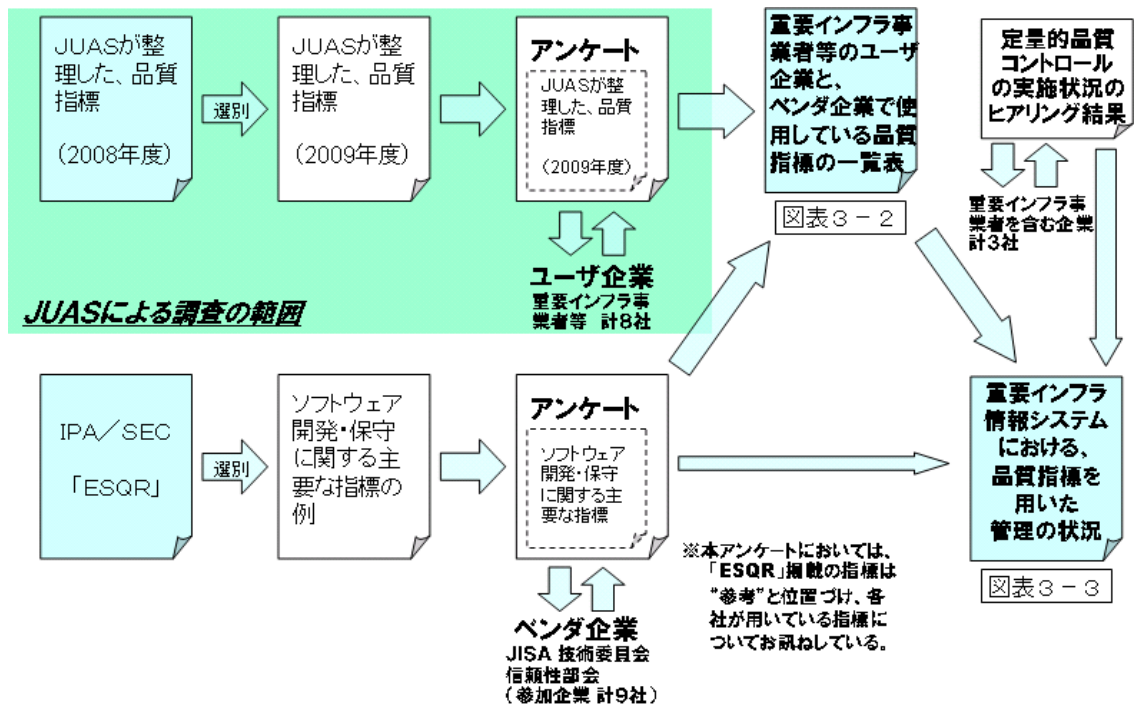 JUASが整
理した、品質
指標
(2008年度)
選別
JUASが整
理した、品質
指標
(2009年度)
アンケート
JUASが整
理した、品質
指標
(2009年度)
ユーザ企業
重要インフラ事
業者等 計8社
JUASによる調査の範囲
重要インフラ事
業者等のユーザ
企業と、
ベンダ企業で使
用している品質
指標の一覧表
図表3-2
定量的品質
コントロール
の実施状況の
ヒアリング結果
重要インフラ事
業者を含む企業
計3社
IPA/SEC
「ESQR」
選別
ソフトウェア
開発・保守
に関する主
要な指標の
例
アンケート
ソフトウェア
開発・保守
に関する主
要な指標
ベンダ企業
JISA 技術委員会
信頼性部会
(参加企業 計9社)
※本アンケートにおいては、
「ESQR」掲載の指標は
“参考”と位置づけ、各
社が用いている指標に
ついてお訊ねしている。
重要インフラ
情報システム
における、
品質指標を
用いた
管理の状況
図表3-3